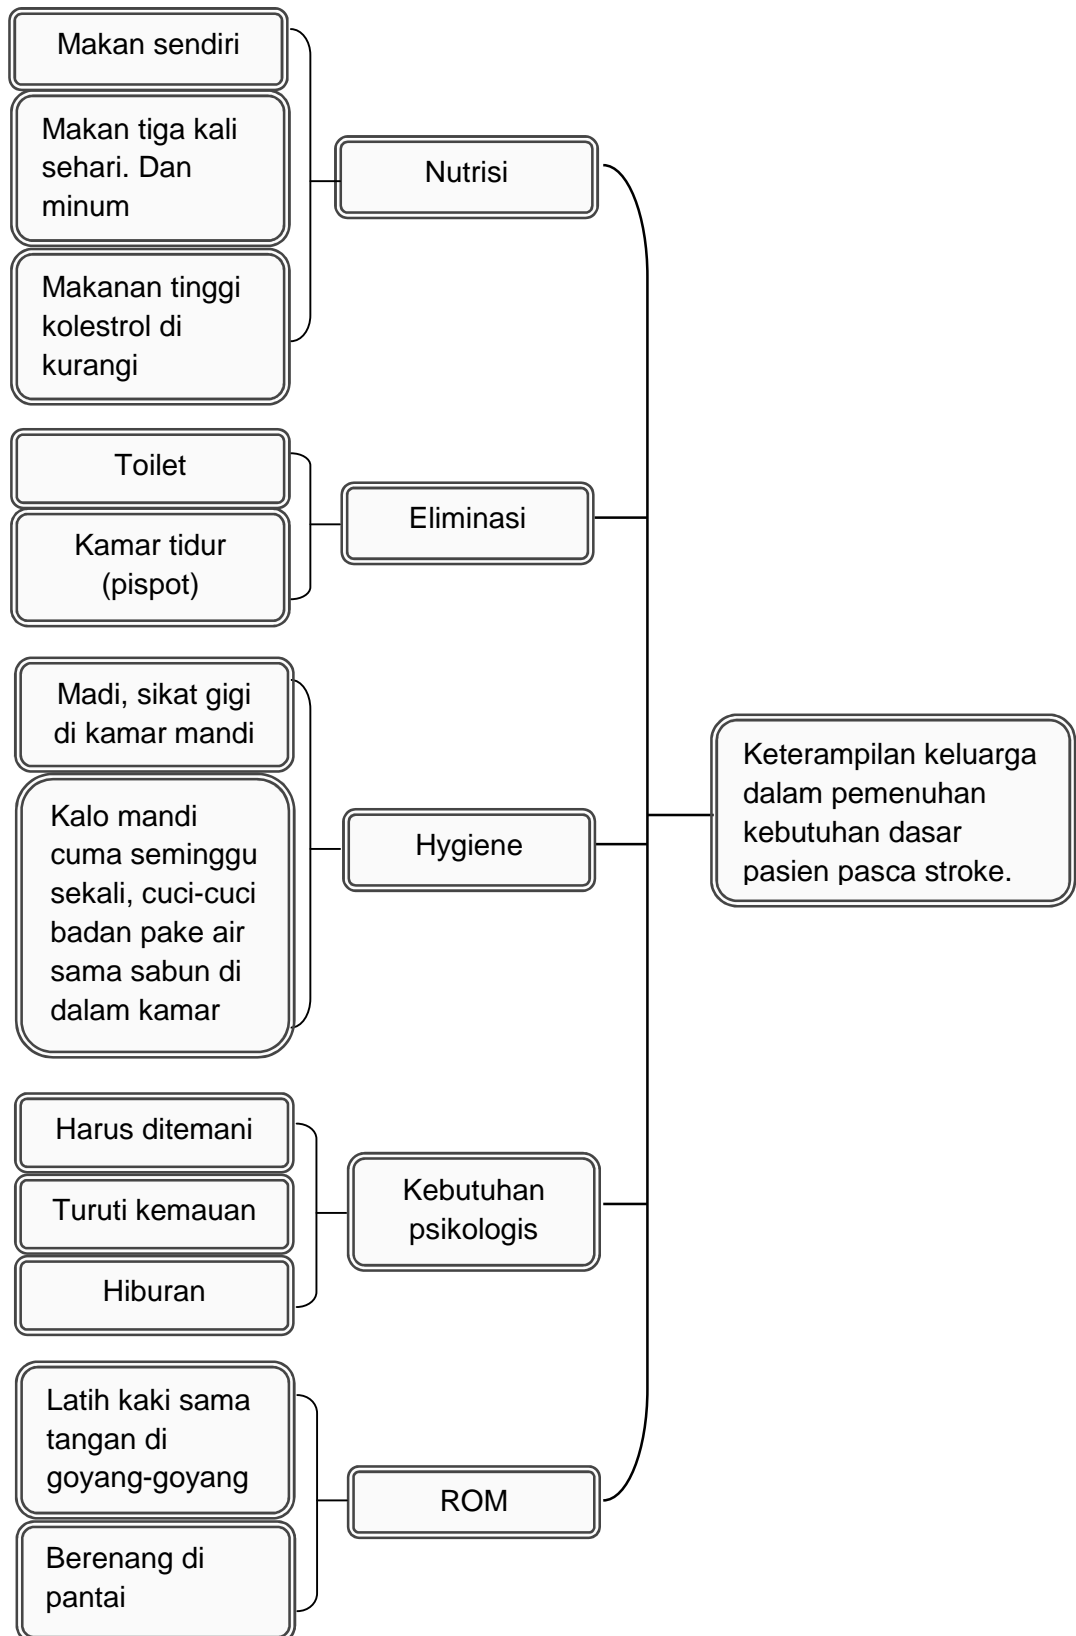 Makan sendiri
Makan tiga kali
sehari. Dan
minum
Makanan tinggi
kolestrol di
kurangi
Nutrisi
Toilet
Kamar tidur
(pispot)
Eliminasi
Madi, sikat gigi
di kamar mandi
Kalo mandi
cuma seminggu
sekali, cuci-cuci
badan pake air
sama sabun di
dalam kamar
Hygiene
Harus ditemani
Turuti kemauan
Hiburan
Kebutuhan
psikologis
Latih kaki sama
tangan di
goyang-goyang
Berenang di
pantai
ROM
Keterampilan keluarga
dalam pemenuhan
kebutuhan dasar
pasien pasca stroke.